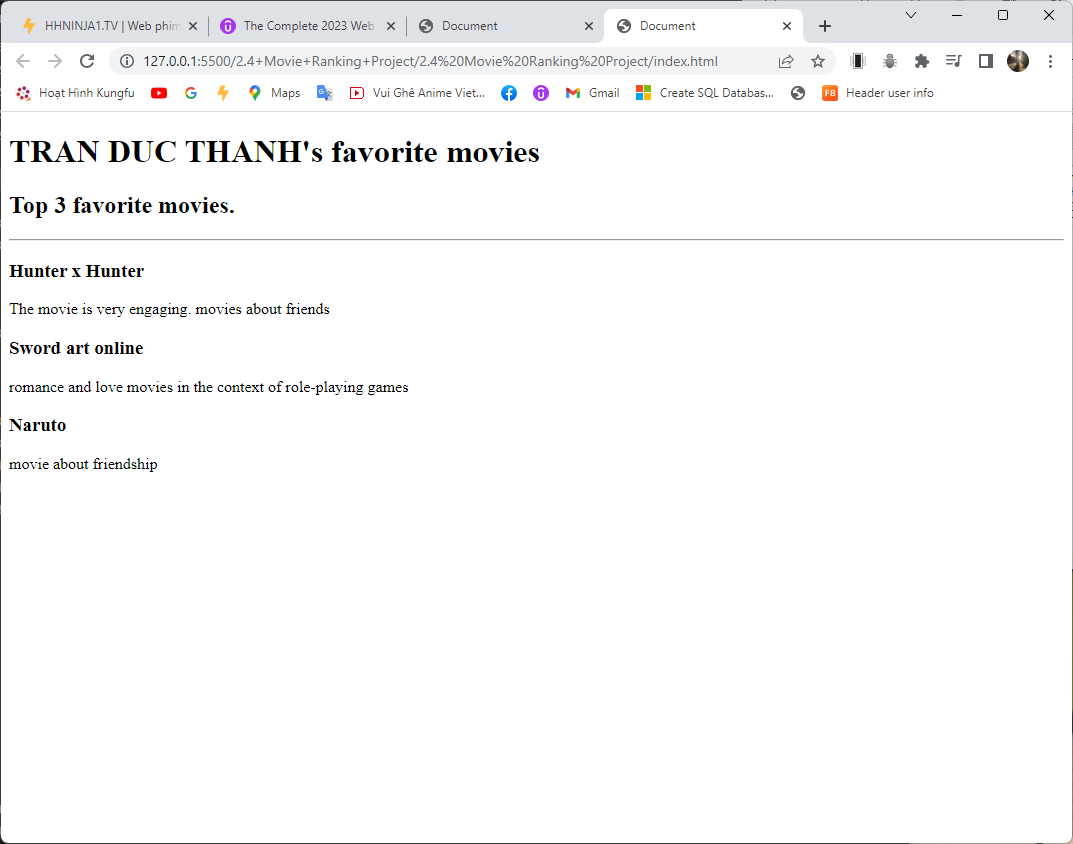 HHNINJA1.TV | Web phim
The Complete 2023 Web
Document
Document
127.0.0.1:5500/2.4+Movie+Ranking+Project/2.4%20Movie%20Ranking%20Project/index.html
Hoạt Hình Kungfu
Maps
Vui Ghê Anime Viet...
Gmail
Create SQL Databas...
F8
Header user info
TRAN DUC THANH's favorite movies
Top 3 favorite movies.
Hunter x Hunter
The movie is very engaging. movies about friends
Sword art online
romance and love movies in the context of role-playing games
Naruto
movie about friendship